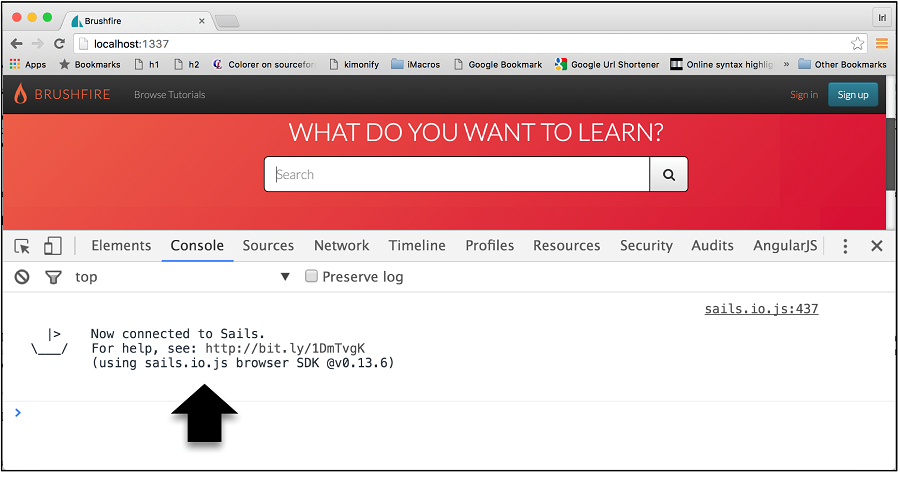 Brushfire
Irl
localhost:1337
Apps Bookmarks h1 h2 Colorer on sourcefor kimonify iMacros Google Bookmark Google Url Shortener Online syntax highlig » Other Bookmarks
BRUSHFIRE Browse Tutorials Sign in Sign up
WHAT DO YOU WANT TO LEARN?
Search
Elements Console Sources Network Timeline Profiles Resources Security Audits AngularJS
top Preserve log
sails.io.js:437
|> Now connected to Sails.
\___/ For help, see: http://bit.ly/1DmTvgK
(using sails.io.js browser SDK @v0.13.6)
>